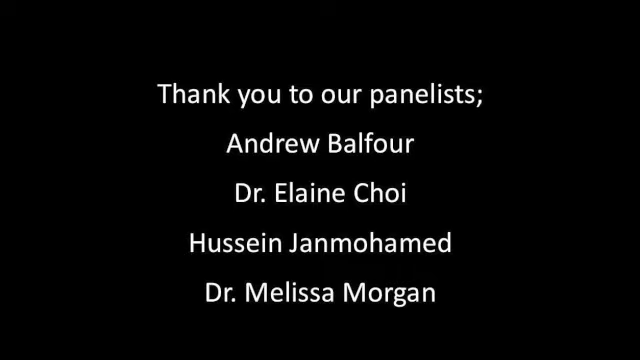 Thank you to our panelists;
Andrew Balfour
Dr. Elaine Choi
Hussein Janmohamed
Dr. Melissa Morgan